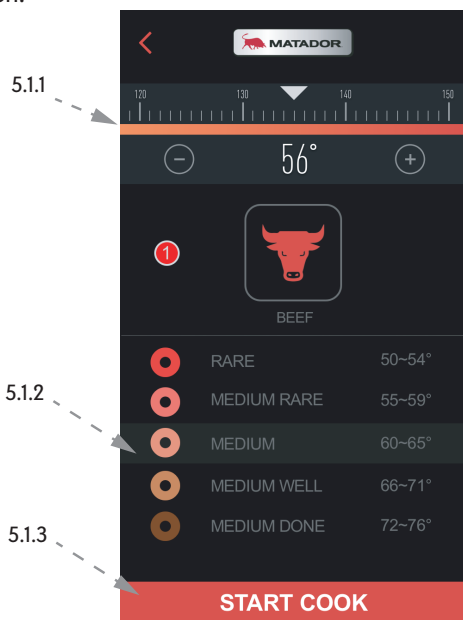 MATADOR
5.1.1
120 130 140 150
56°
1
BEEF
RARE 50~54°
MEDIUM RARE 55~59°
5.1.2
MEDIUM 60~65°
MEDIUM WELL 66~71°
MEDIUM DONE 72~76°
5.1.3
START COOK